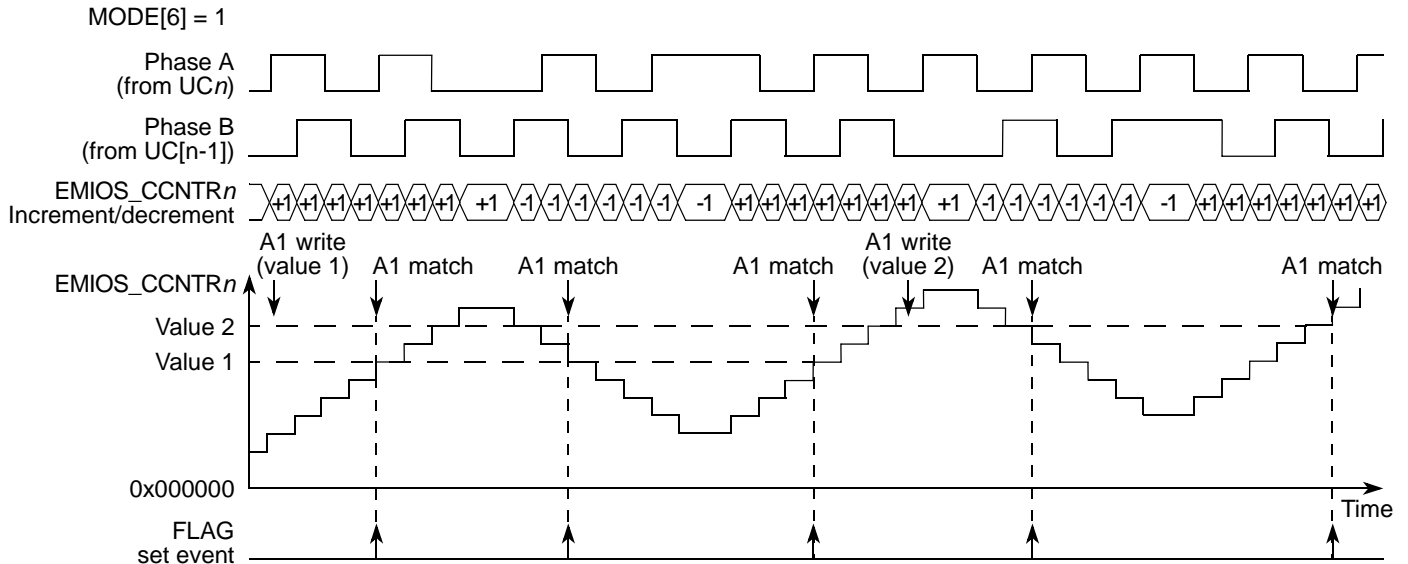 MODE[6] = 1
Phase A
(from UCn)
Phase B
(from UC[n-1])
EMIOS_CCNTRn
Increment/decrement
+1 +1 +1 +1 +1 +1 +1 +1 -1 -1 -1 -1 -1 -1 -1 +1 +1 +1 +1 +1 +1 +1 +1 -1 -1 -1 -1 -1 -1 -1 +1 +1 +1 +1 +1 +1 +1
A1 write
(value 1)
A1 match
A1 match
A1 match
A1 write
(value 2)
A1 match
A1 match
EMIOS_CCNTRn
Value 2
Value 1
0x000000
Time
FLAG
set event